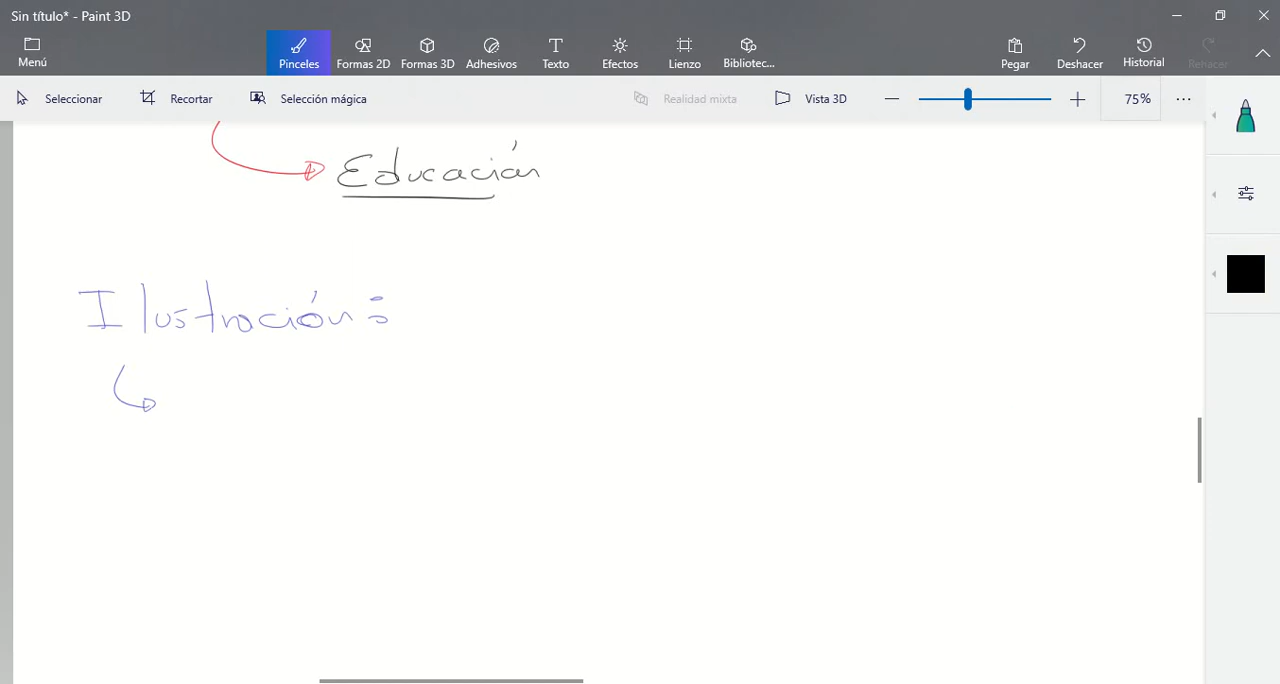 Sin título* - Paint 3D
Menú
Pinceles
Formas 2D
Formas 3D
Adhesivos
Texto
Efectos
Lienzo
Bibliotec...
Pegar
Deshacer
Historial
Rehacer
Seleccionar
Recortar
Selección mágica
Realidad mixta
Vista 3D
75%
Educación
Ilustración: